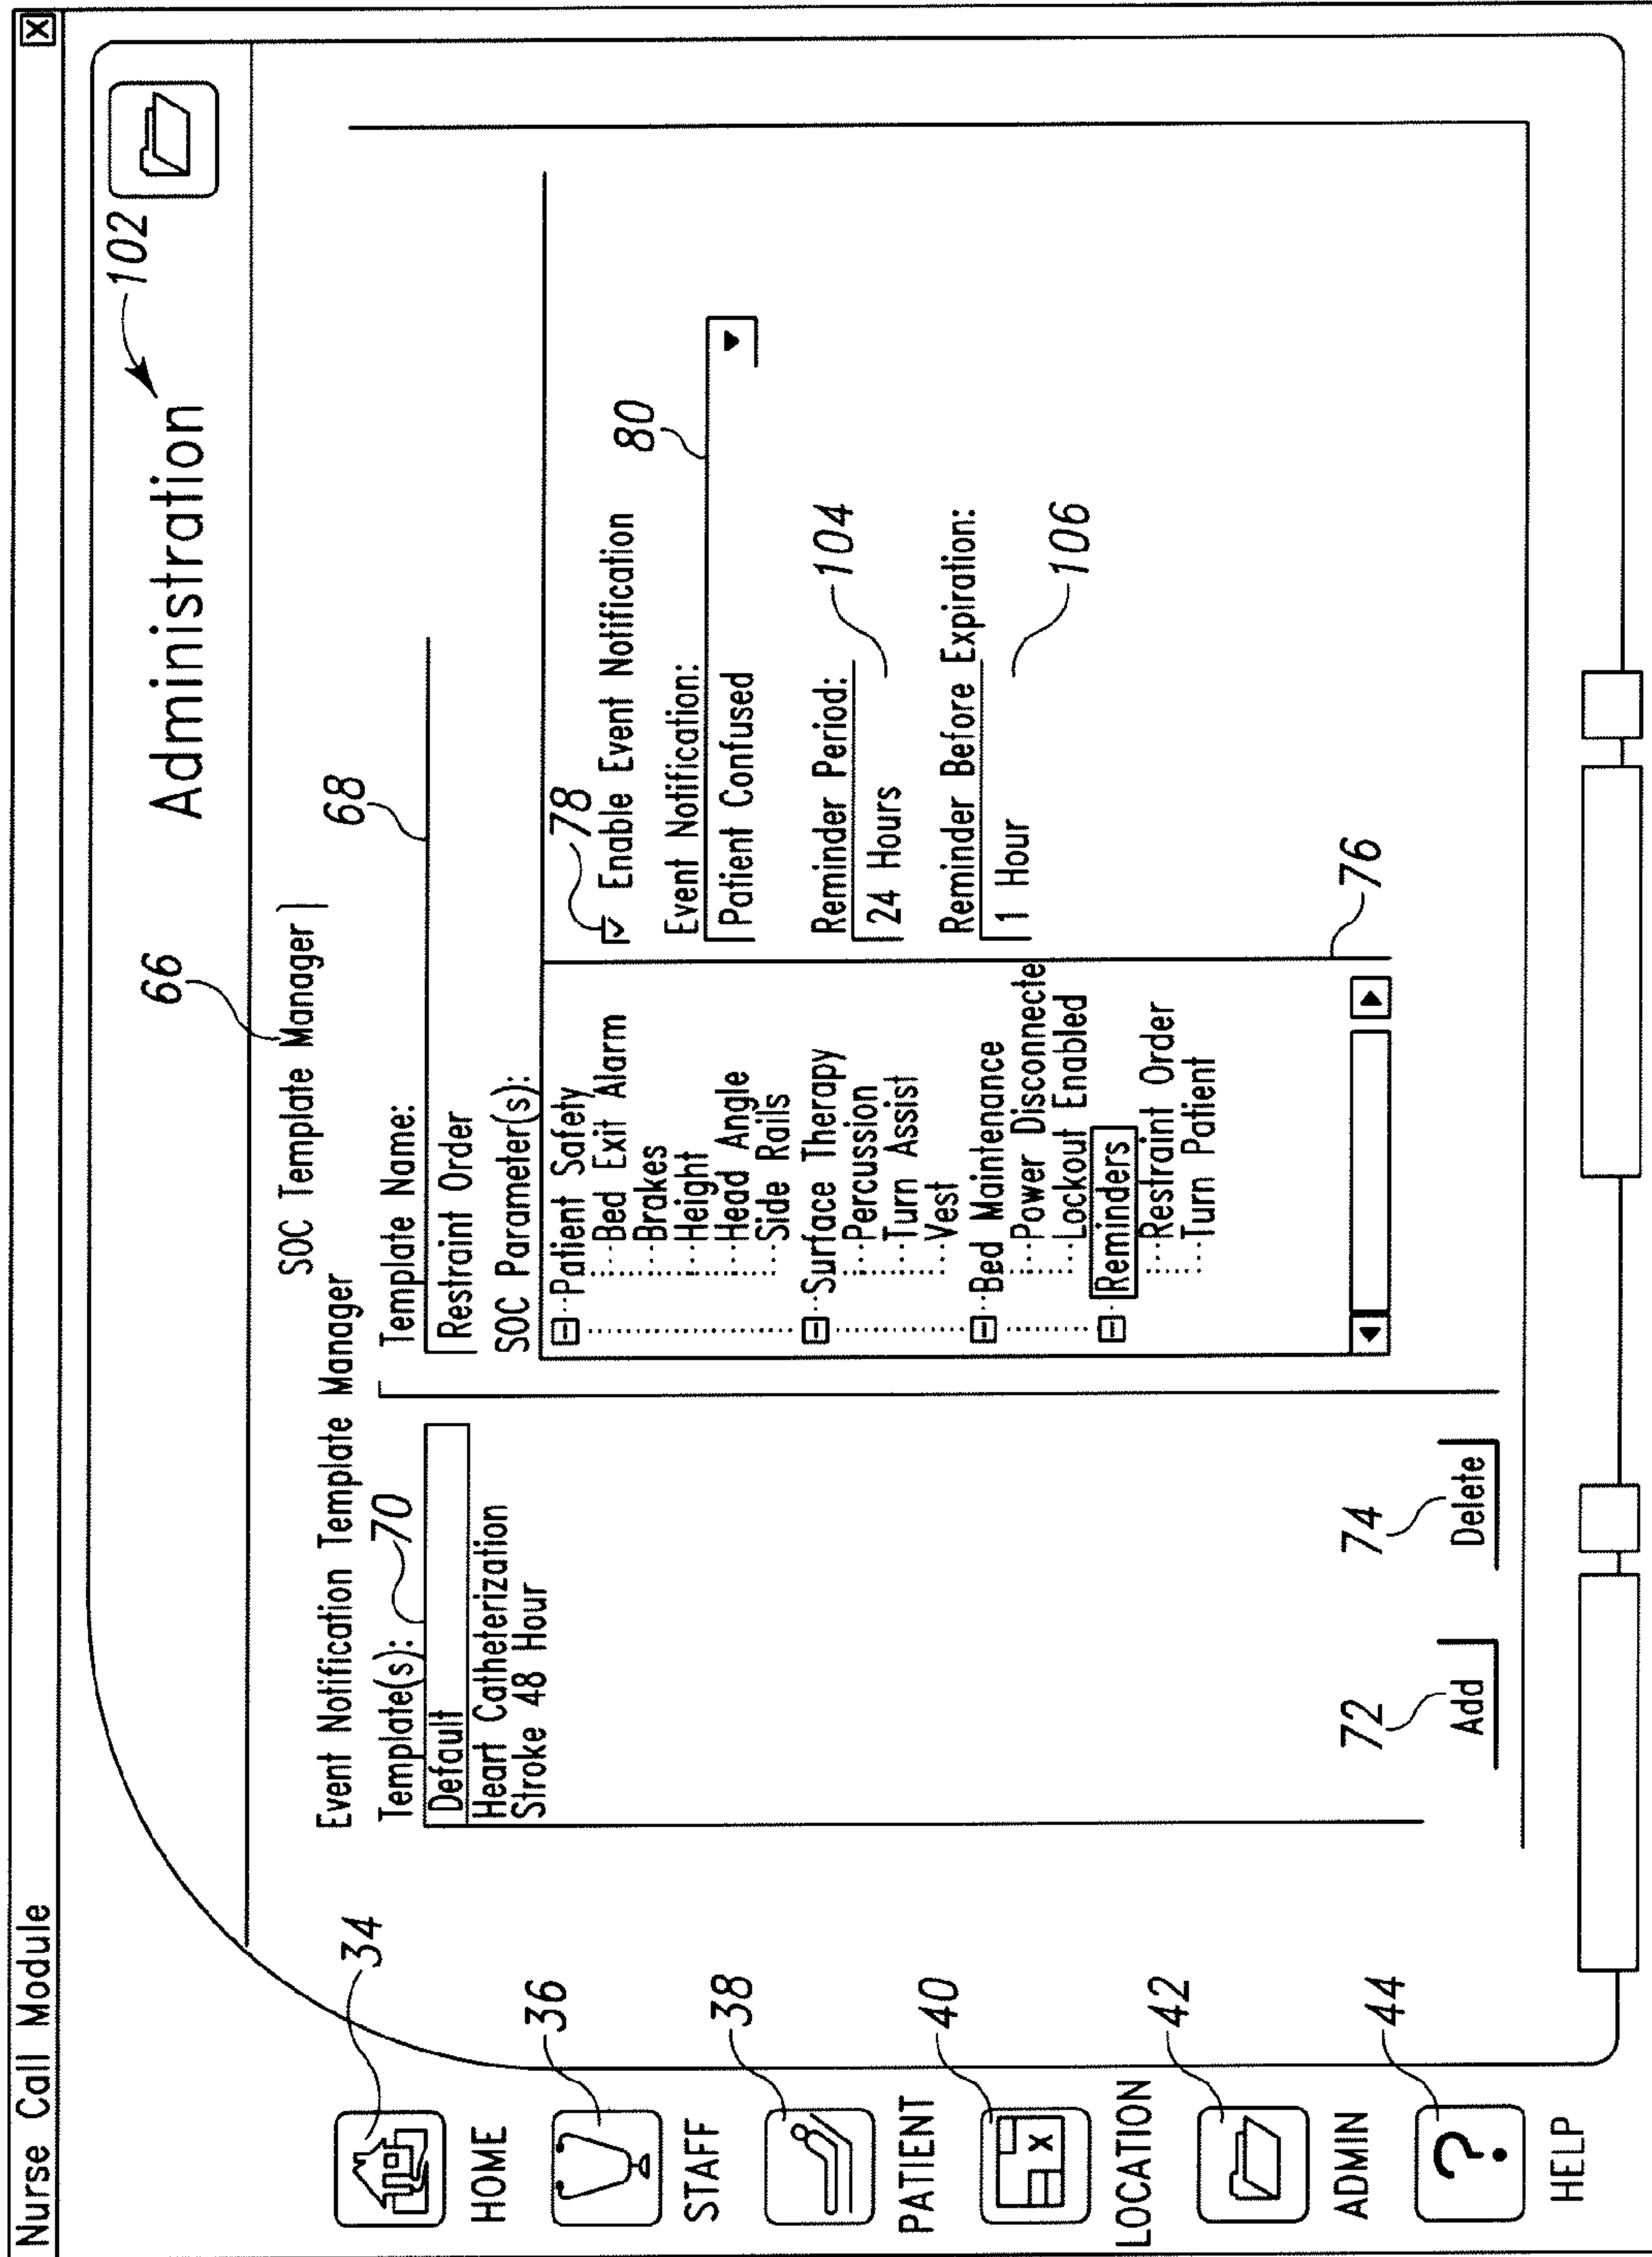 Nurse Call Module
X
Administration
102
66
SOC Template Manager
Event Notification Template Manager
Template(s):
70
Default
Heart Catheterization
Stroke 48 Hour
72
Add
74
Delete
Template Name:
68
Restraint Order
SOC Parameter(s):
Patient Safety
Bed Exit Alarm
Brakes
Height
Head Angle
Side Rails
Surface Therapy
Percussion
Turn Assist
Vest
Bed Maintenance
Power Disconnecte
Lockout Enabled
Reminders
Restraint Order
Turn Patient
76
78
Enable Event Notification
Event Notification:
80
Patient Confused
Reminder Period:
24 Hours
104
Reminder Before Expiration:
1 Hour
106
34
HOME
36
STAFF
38
PATIENT
40
X
LOCATION
42
ADMIN
44
?
HELP